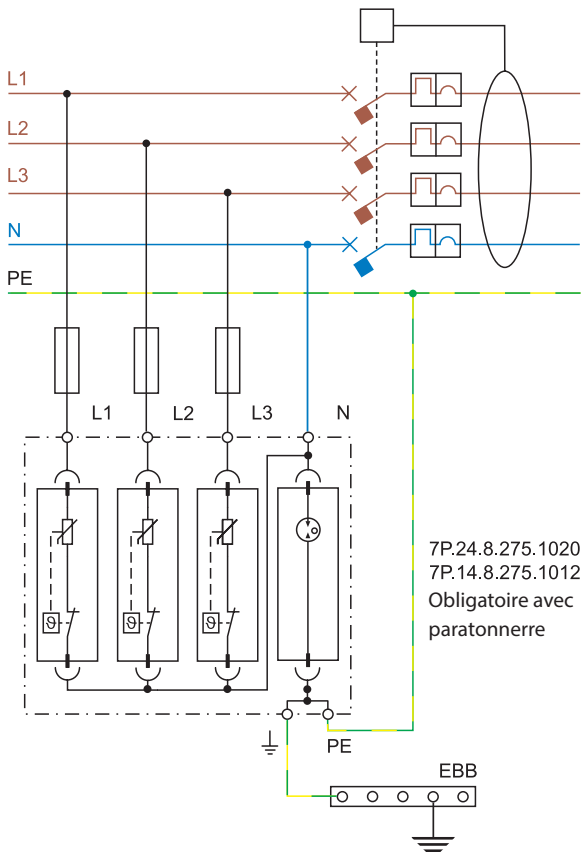 L1
L2
L3
N
PE
L1 L2 L3 N
ϑ ϑ ϑ
7P.24.8.275.1020
7P.14.8.275.1012
Obligatoire avec
paratonnerre
PE
EBB